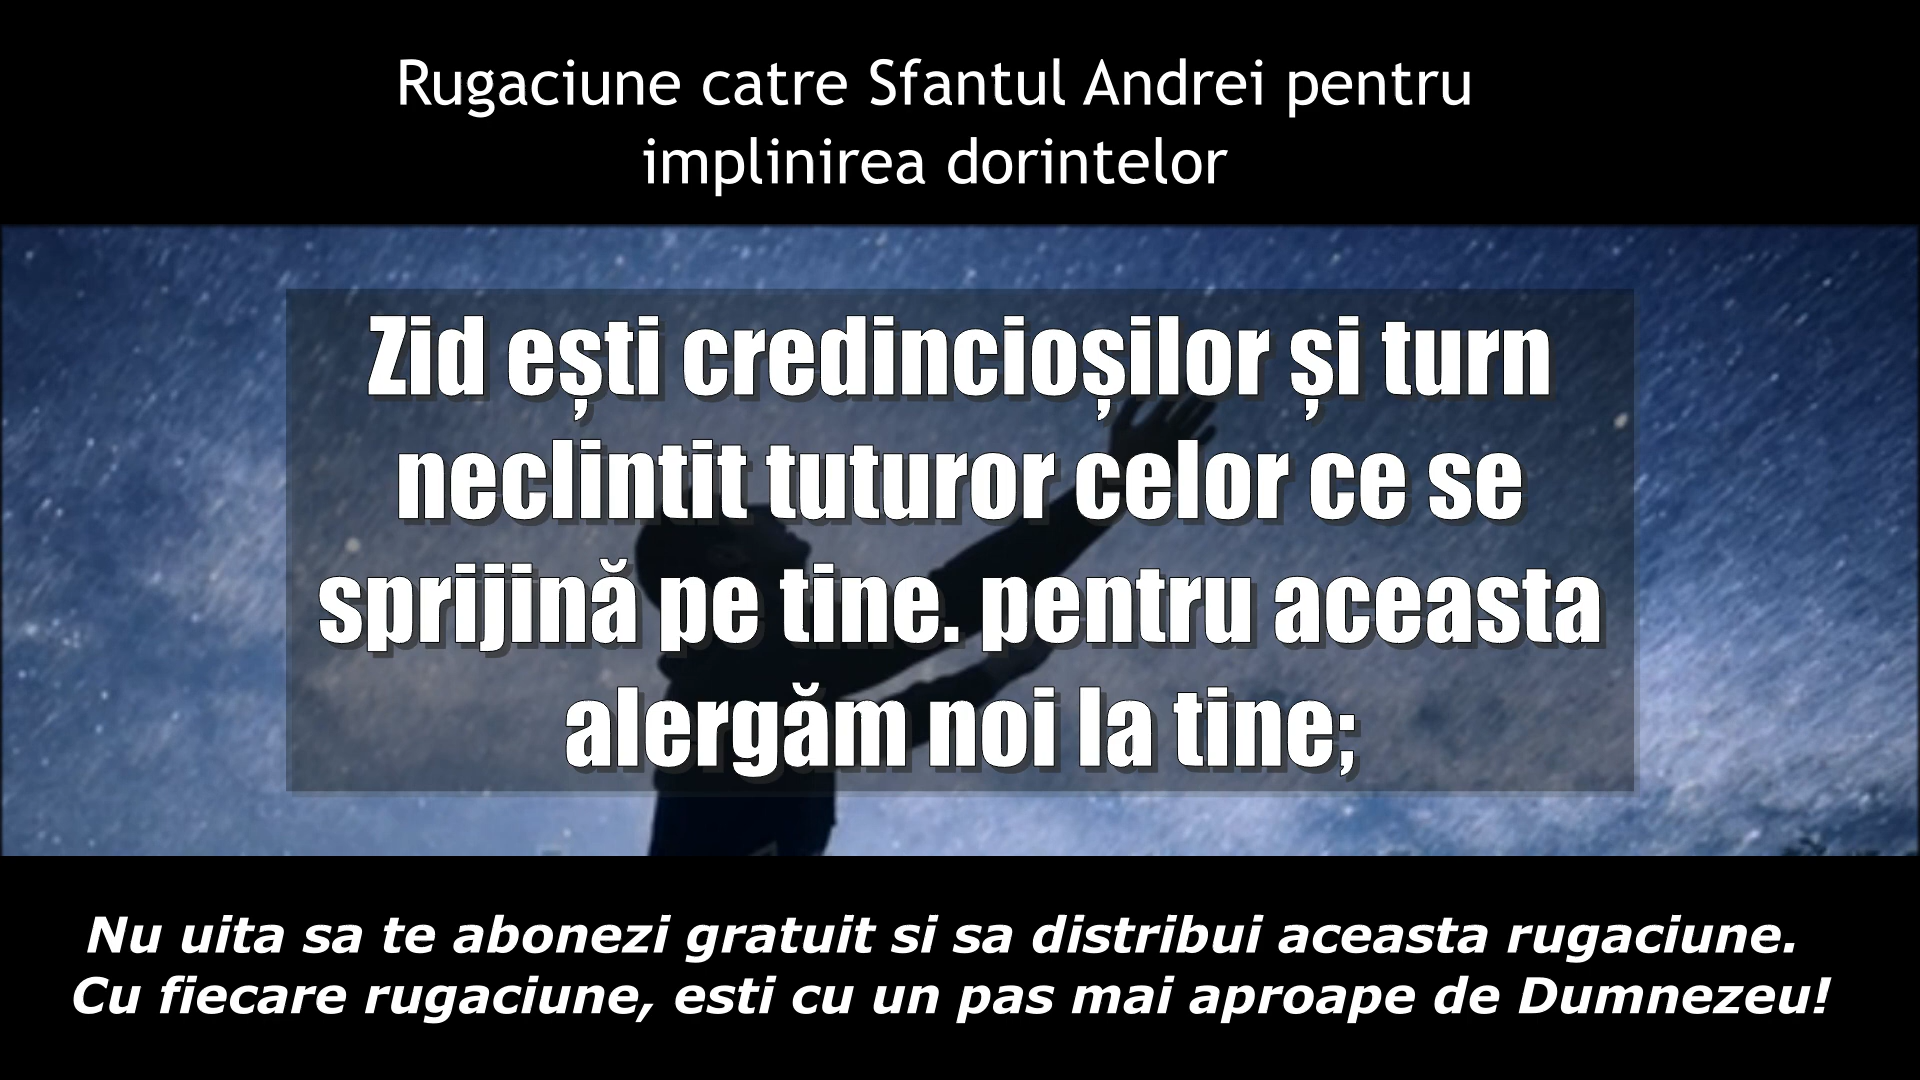 Rugaciune catre Sfantul Andrei pentru
implinirea dorintelor
Zid ești credincioșilor și turn
neclintit tuturor celor ce se
sprijină pe tine. pentru aceasta
alergăm noi la tine;
Nu uita sa te abonezi gratuit si sa distribui aceasta rugaciune.
Cu fiecare rugaciune, esti cu un pas mai aproape de Dumnezeu!